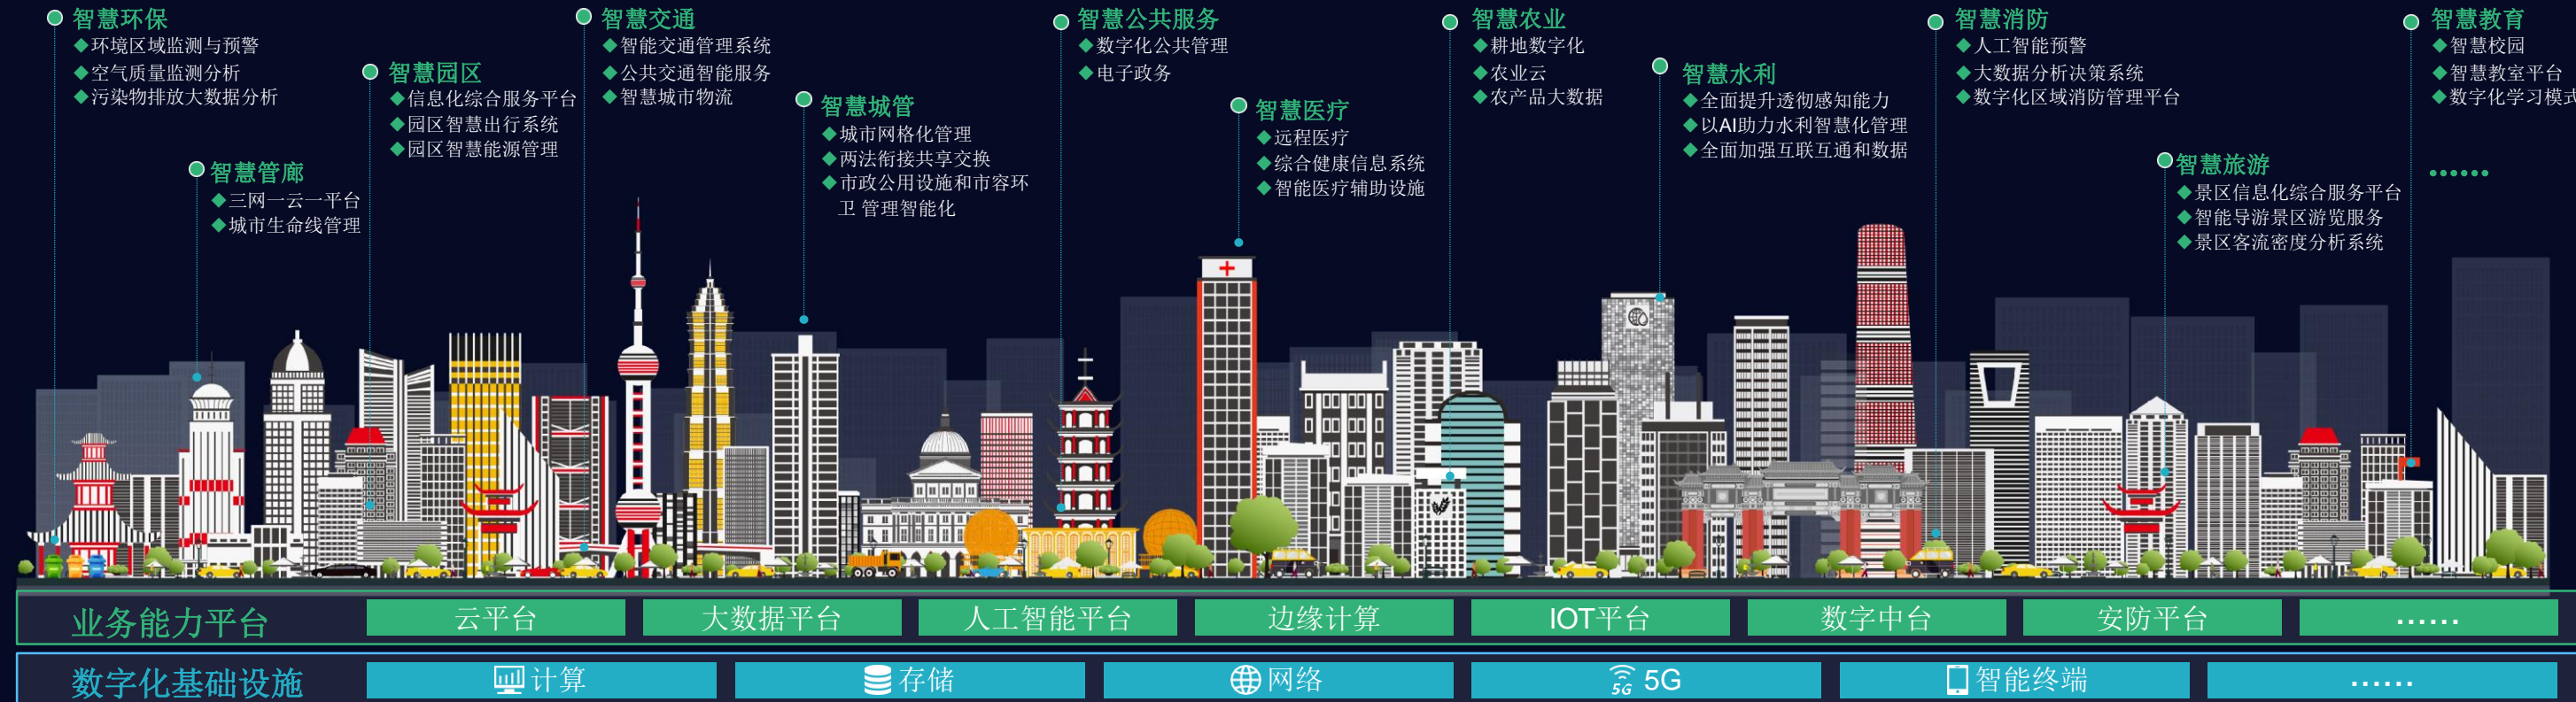 智慧环保
◆环境区域监测与预警
◆空气质量监测分析
◆污染物排放大数据分析
智慧管廊
◆三网一云一平台
◆城市生命线管理
智慧园区
◆信息化综合服务平台
◆园区智慧出行系统
◆园区智慧能源管理
智慧交通
◆智能交通管理系统
◆公共交通智能服务
◆智慧城市物流
智慧城管
◆城市网格化管理
◆两法衔接共享交换
◆市政公用设施和市容环
卫 管理智能化
智慧公共服务
◆数字化公共管理
◆电子政务
智慧医疗
◆远程医疗
◆综合健康信息系统
◆智能医疗辅助设施
智慧农业
◆耕地数字化
◆农业云
◆农产品大数据
智慧水利
◆全面提升透彻感知能力
◆以AI助力水利智慧化管理
◆全面加强互联互通和数据
智慧消防
◆人工智能预警
◆大数据分析决策系统
◆数字化区域消防管理平台
智慧旅游
◆景区信息化综合服务平台
◆智能导游景区游览服务
◆景区客流密度分析系统
智慧教育
◆智慧校园
◆智慧教室平台
◆数字化学习模式
......
业务能力平台
云平台
大数据平台
人工智能平台
边缘计算
IOT平台
数字中台
安防平台
......
数字化基础设施
计算
存储
网络
5G 5G
智能终端
......